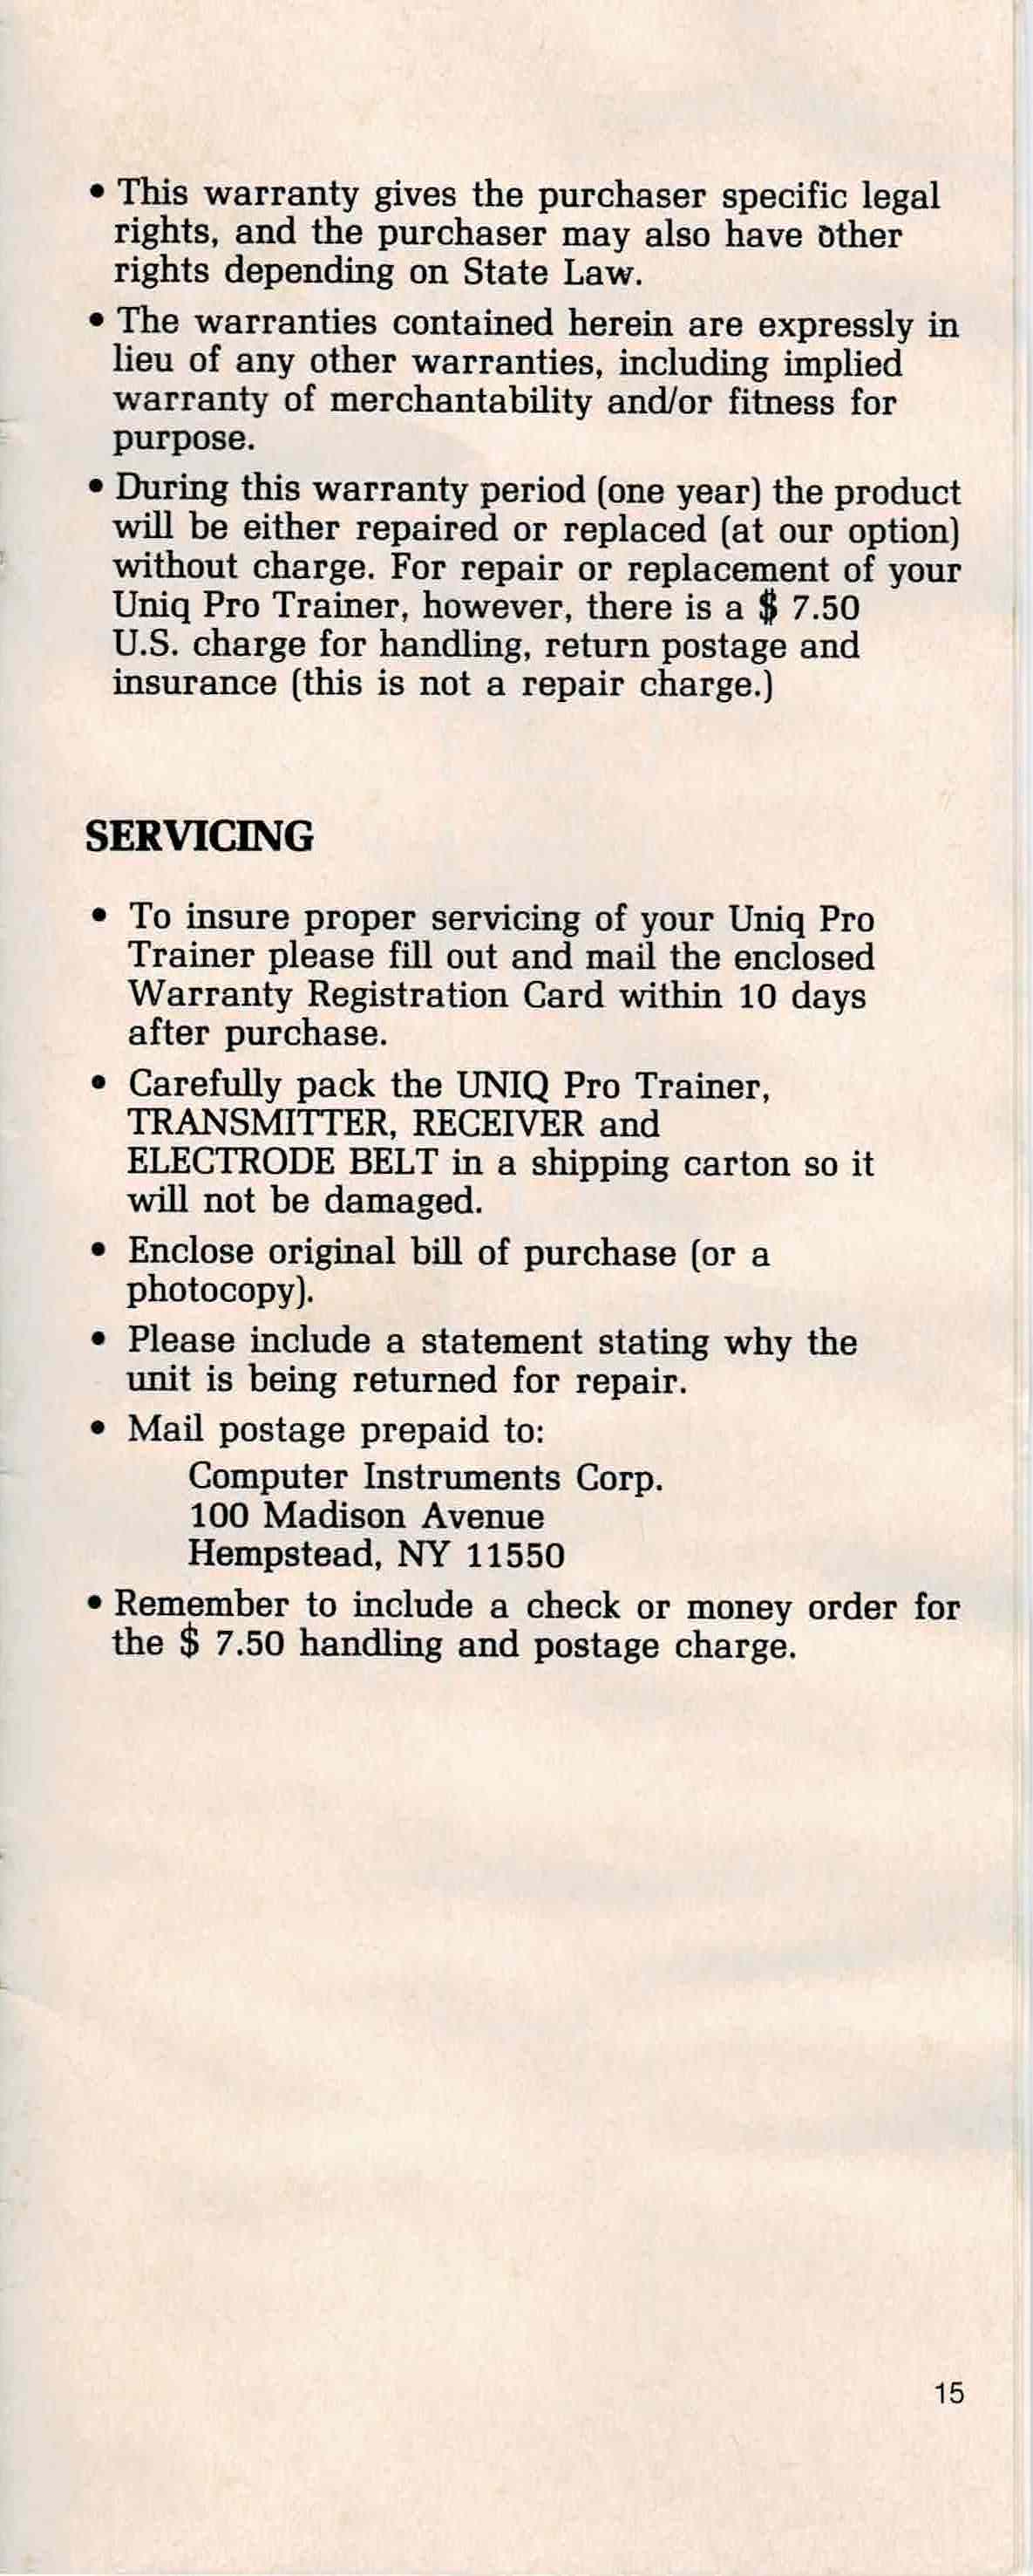 • This warranty gives the purchaser specific legal
rights, and the purchaser may also have other
rights depending on State Law.
• The warranties contained herein are expressly in
lieu of any other warranties, including implied
warranty of merchantability and/or fitness for
purpose.
• During this warranty period (one year) the product
will be either repaired or replaced (at our option)
without charge. For repair or replacement of your
Uniq Pro Trainer, however, there is a $ 7.50
U.S. charge for handling, return postage and
insurance (this is not a repair charge.)
SERVICING
• To insure proper servicing of your Uniq Pro
Trainer please fill out and mail the enclosed
Warranty Registration Card within 10 days
after purchase.
• Carefully pack the UNIQ Pro Trainer,
TRANSMITTER, RECEIVER and
ELECTRODE BELT in a shipping carton so it
will not be damaged.
• Enclose original bill of purchase (or a
photocopy).
• Please include a statement stating why the
unit is being returned for repair.
• Mail postage prepaid to:
Computer Instruments Corp.
100 Madison Avenue
Hempstead, NY 11550
• Remember to include a check or money order for
the $ 7.50 handling and postage charge.
15